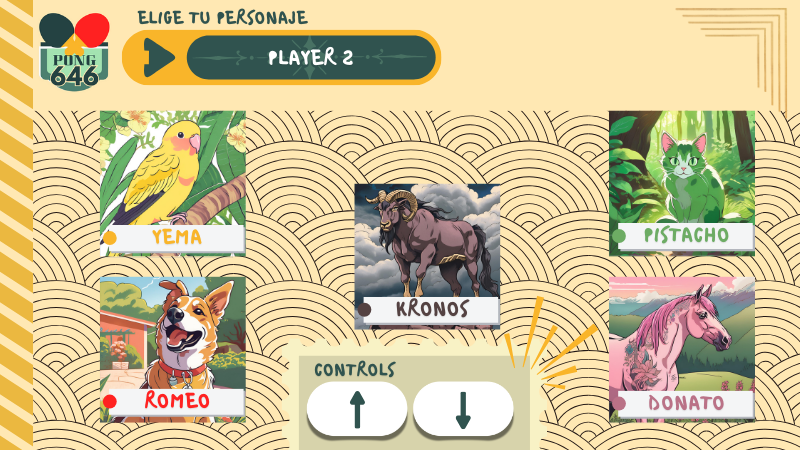 ELIGE TU PERSONAJE
PONG
646
PLAYER 2
YEMA
PISTACHO
KRONOS
ROMEO
DONATO
CONTROLS